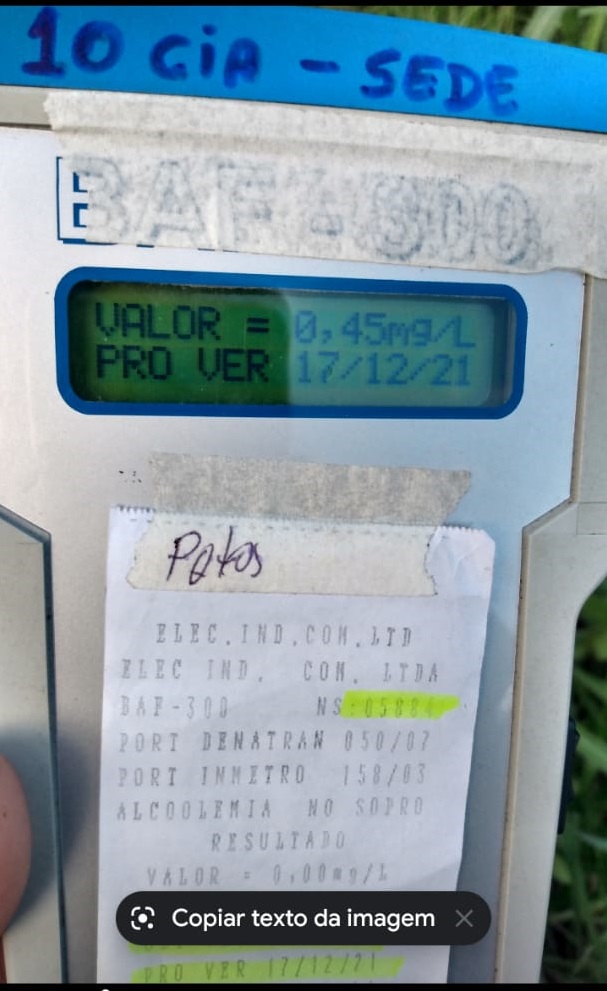 10 CIA - SEDE
BAF-300
VALOR = 0,45mg/L
PRO VER 17/12/21
Patos
ELEC.IND.COM.LTD
ELEC IND. COM. LTDA
BAF-300 NS:05884
PORT DENATRAN 050/07
PORT INMETRO 158/03
ALCOOLEMIA NO SOPRO
RESULTADO
VALOR = 0,00mg/L
Copiar texto da imagem
PRO VER 17/12/21